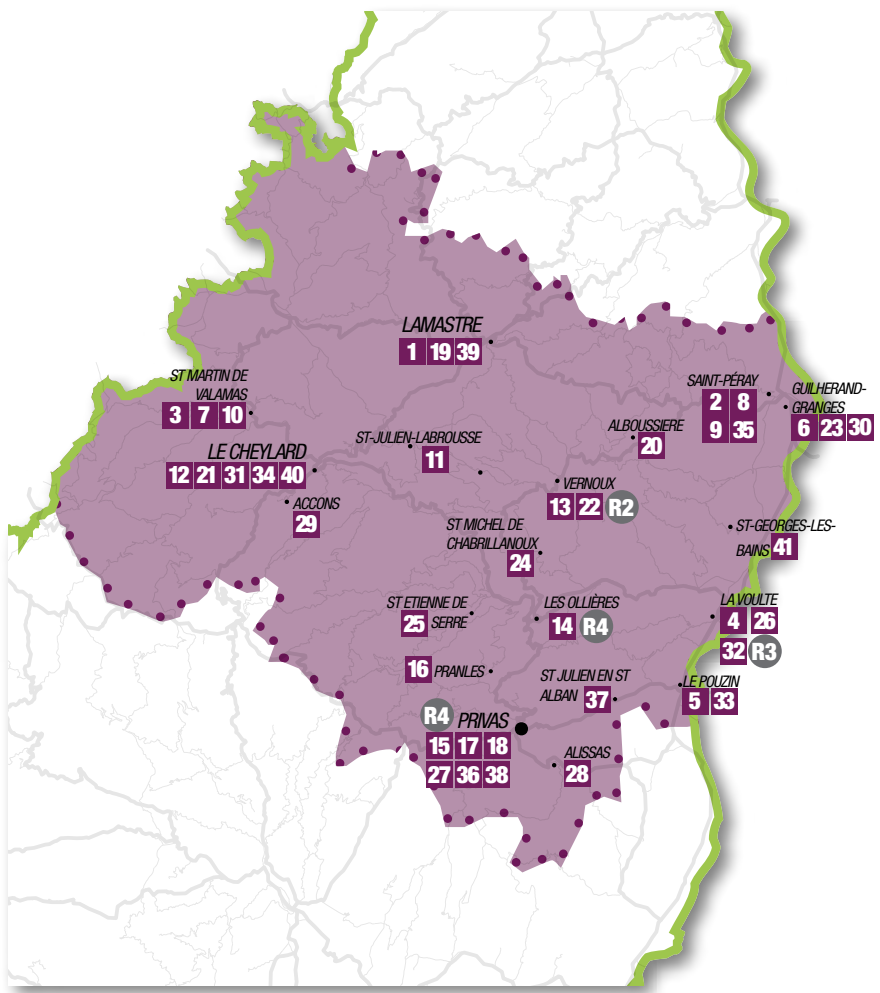 LAMASTRE
1 19 39
ST MARTIN DE
VALAMAS
3 7 10
SAINT-PÉRAY
2 8
9 35
GUILHERAND-
GRANGES
6 23 30
ALBOUSSIERE
20
ST-JULIEN-LABROUSSE
11
LE CHEYLARD
12 21 31 34 40
ACCONS
29
VERNOUX
13 22 R2
ST MICHEL DE
CHABRILLANOUX
24
ST-GEORGES-LES-
BAINS 41
ST ETIENNE DE
25 SERRE
LES OLLIÈRES
14 R4
LA VOULTE
4 26
32 R3
16 PRANLES
ST JULIEN EN ST
ALBAN 37
LE POUZIN
5 33
R4 PRIVAS
15 17 18
27 36 38
ALISSAS
28